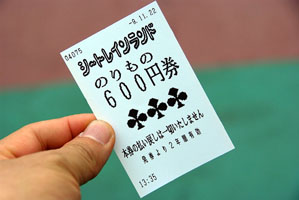 -9.11.22
04075
シートレインランド
のりもの
600円券
本券の払い戻しは一切いたしません
発券より2年間有効
13:35